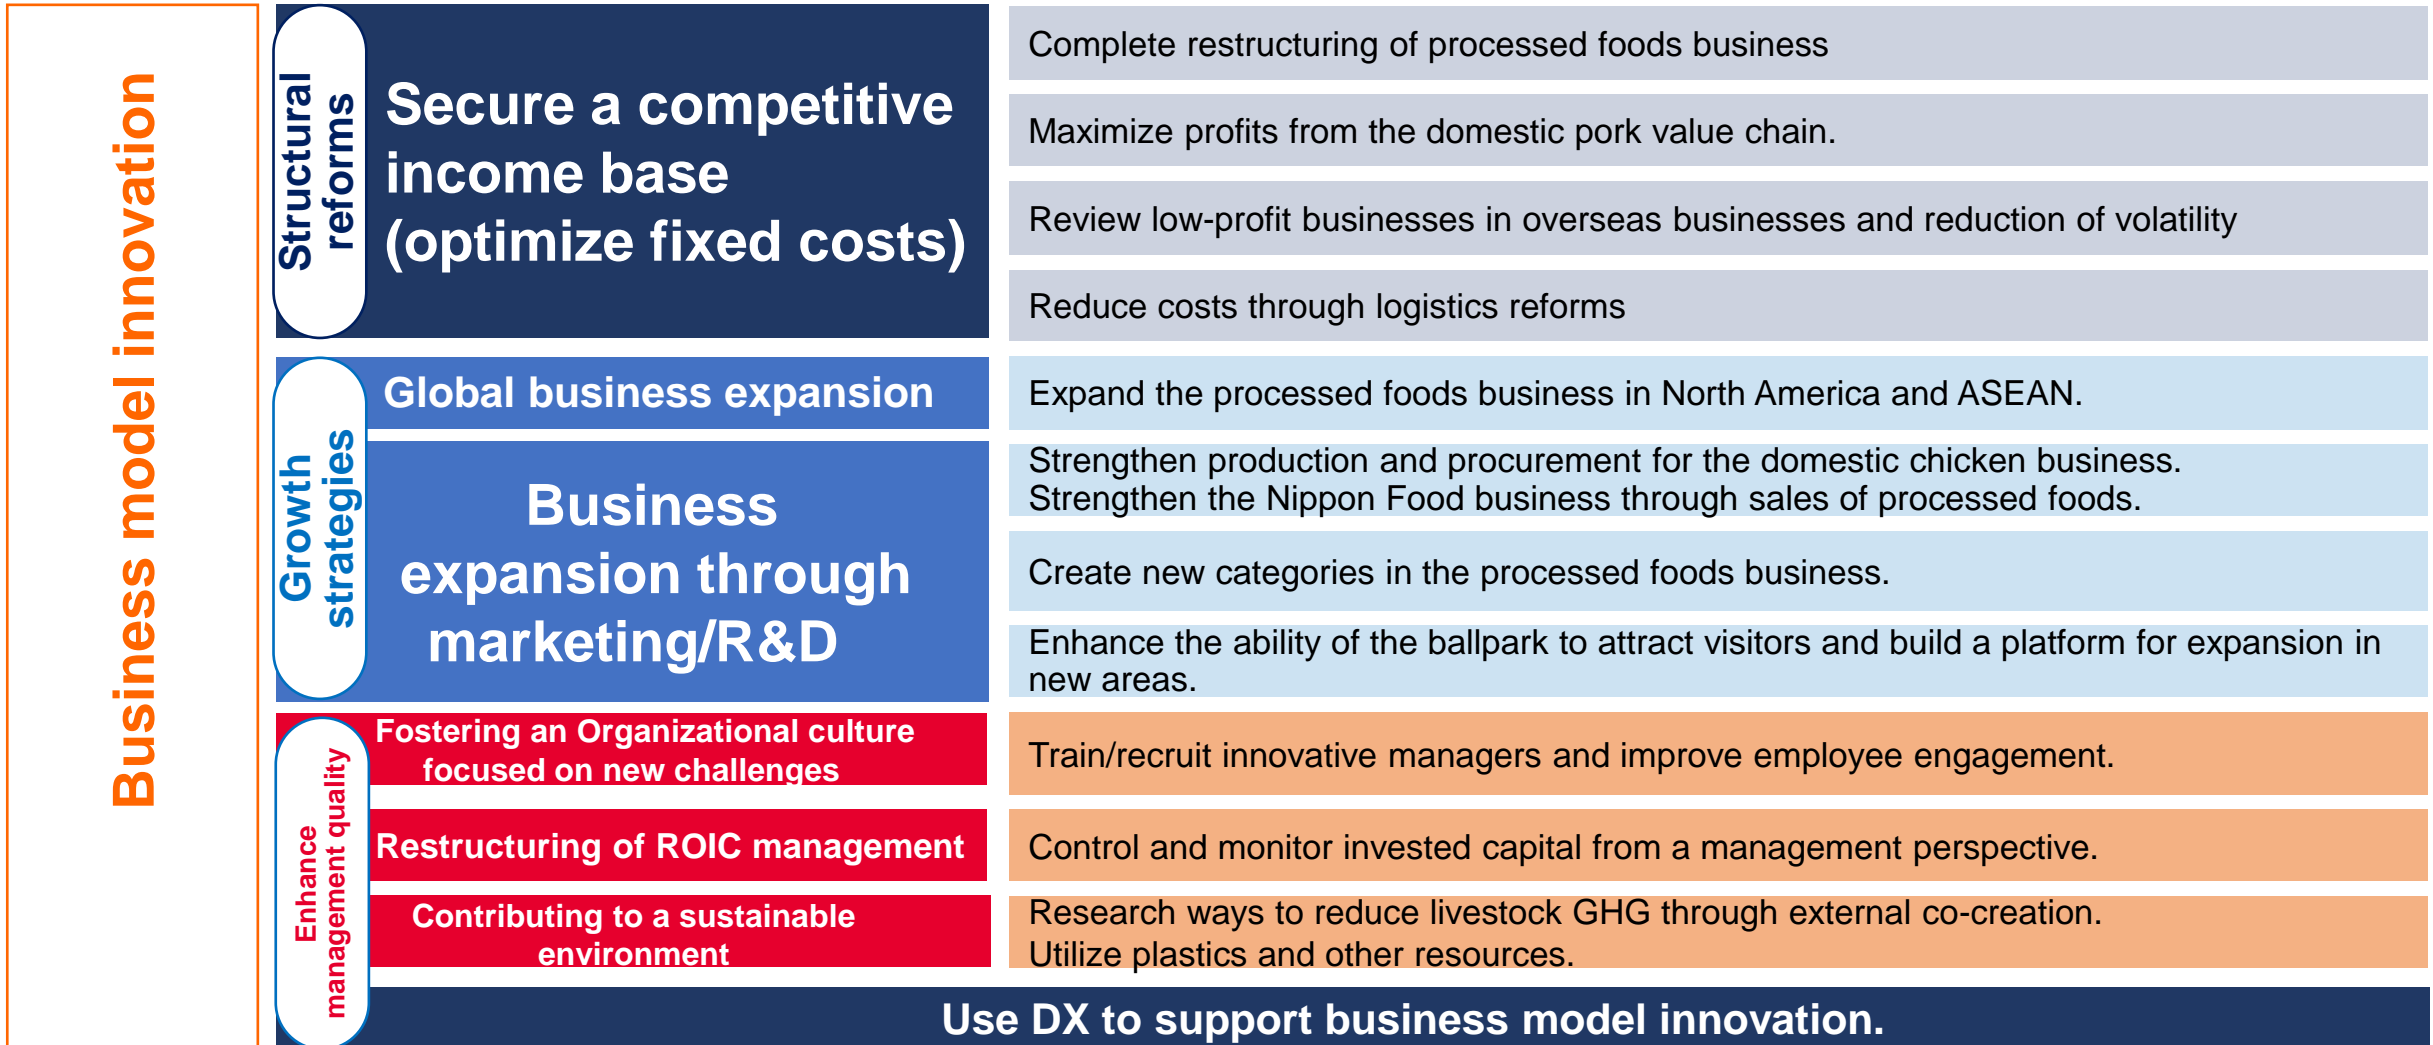 Business model innovation
Structural
reforms
Secure a competitive
income base
(optimize fixed costs)
Complete restructuring of processed foods business
Maximize profits from the domestic pork value chain.
Review low-profit businesses in overseas businesses and reduction of volatility
Reduce costs through logistics reforms
Growth
strategies
Global business expansion
Expand the processed foods business in North America and ASEAN.
Business
expansion through
marketing/R&D
Strengthen production and procurement for the domestic chicken business.
Strengthen the Nippon Food business through sales of processed foods.
Create new categories in the processed foods business.
Enhance the ability of the ballpark to attract visitors and build a platform for expansion in
new areas.
Enhance
management quality
Fostering an Organizational culture
focused on new challenges
Train/recruit innovative managers and improve employee engagement.
Restructuring of ROIC management
Control and monitor invested capital from a management perspective.
Contributing to a sustainable
environment
Research ways to reduce livestock GHG through external co-creation.
Utilize plastics and other resources.
Use DX to support business model innovation.